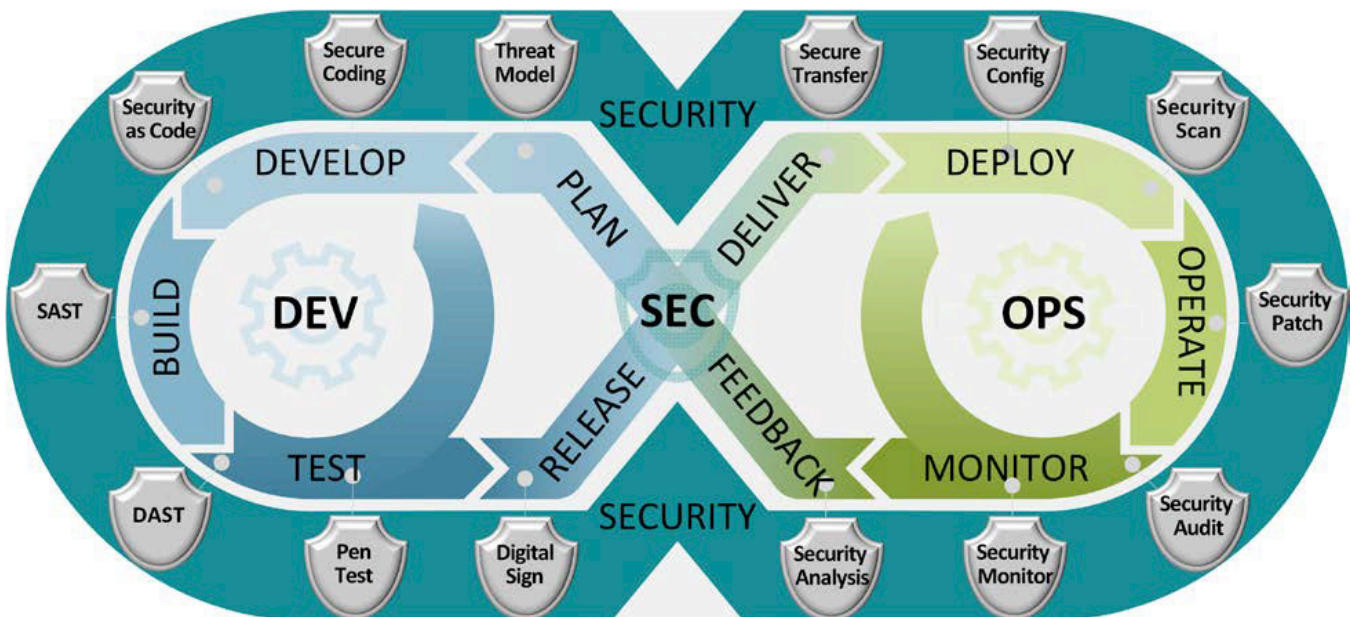 Secure
Coding
Threat
Model
Secure
Transfer
Security
Config
Security
as Code
SECURITY
Security
Scan
DEVELOP
PLAN
DELIVER
DEPLOY
SAST
BUILD
DEV
SEC
OPS
OPERATE
Security
Patch
TEST
RELEASE
FEEDBACK
MONITOR
DAST
SECURITY
Security
Audit
Pen
Test
Digital
Sign
Security
Analysis
Security
Monitor